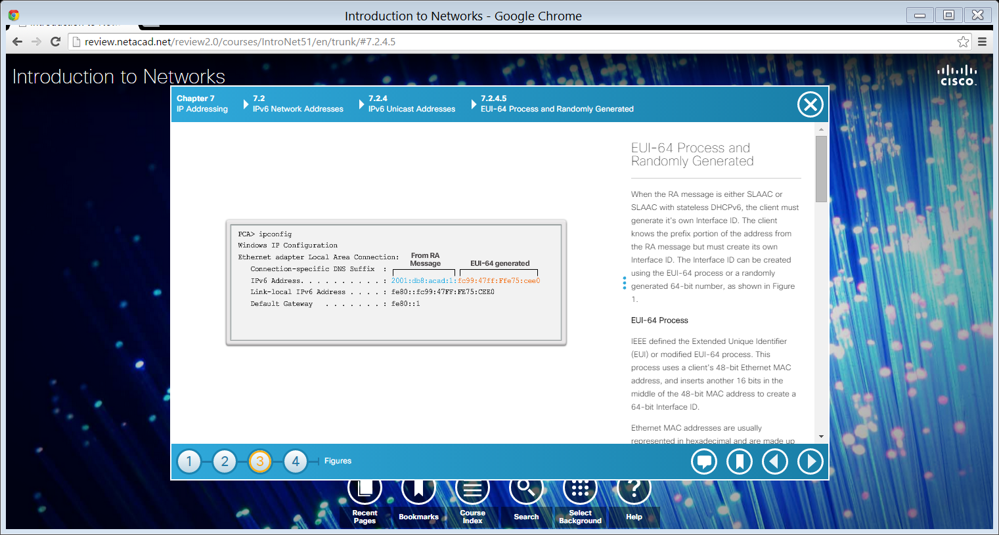 Introduction to Networks - Google Chrome
review.netacad.net/review2.0/courses/IntroNet51/en/trunk/#7.2.4.5
Introduction to Networks
CISCO
Chapter 7
IP Addressing
7.2
IPv6 Network Addresses
7.2.4
IPv6 Unicast Addresses
7.2.4.5
EUI-64 Process and Randomly Generated
PCA> ipconfig
Windows IP Configuration
Ethernet adapter Local Area Connection:
From RA
Message
EUI-64 generated
Connection-specific DNS Suffix :
IPv6 Address. . . . . . . . . . : 2001:db8:acad:1:fc99:47ff:Ffe75:cee0
Link-local IPv6 Address . . . . : fe80::fc99:47FF:FE75:CEE0
Default Gateway . . . . . . . : fe80::1
EUI-64 Process and
Randomly Generated
When the RA message is either SLAAC or
SLAAC with stateless DHCPv6, the client must
generate it's own Interface ID. The client
knows the prefix portion of the address from
the RA message but must create its own
Interface ID. The Interface ID can be created
using the EUI-64 process or a randomly
generated 64-bit number, as shown in Figure
1.
EUI-64 Process
IEEE defined the Extended Unique Identifier
(EUI) or modified EUI-64 process. This
process uses a client's 48-bit Ethernet MAC
address, and inserts another 16 bits in the
middle of the 48-bit MAC address to create a
64-bit Interface ID.
Ethernet MAC addresses are usually
represented in hexadecimal and are made up
1 2 3 4 Figures
Recent
Pages
Bookmarks
Course
Index
Search
Select
Background
Help